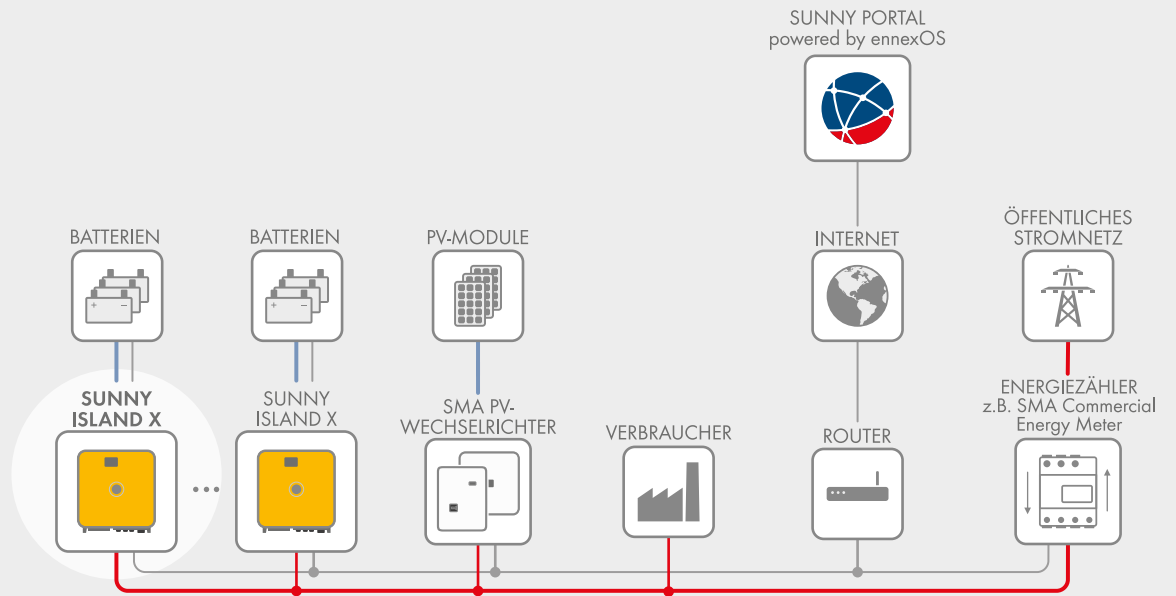 SUNNY PORTAL
powered by ennexOS
BATTERIEN
BATTERIEN
PV-MODULE
INTERNET
ÖFFENTLICHES
STROMNETZ
SUNNY
ISLAND X
SUNNY
ISLAND X
SMA PV-
WECHSELRICHTER
VERBRAUCHER
ROUTER
ENERGIEZÄHLER
z.B. SMA Commercial
Energy Meter